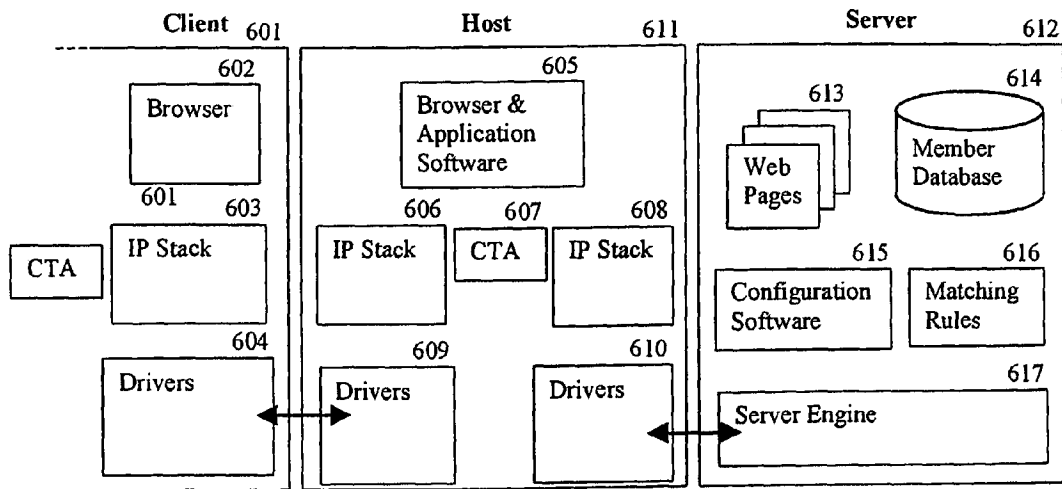 Client
601
Host
611
Server
612
602
Browser
605
Browser &
Application
Software
613
Web
Pages
614
Member
Database
601
603
CTA
IP Stack
606
IP Stack
607
CTA
608
IP Stack
615
Configuration
Software
616
Matching
Rules
604
Drivers
609
Drivers
610
Drivers
617
Server Engine